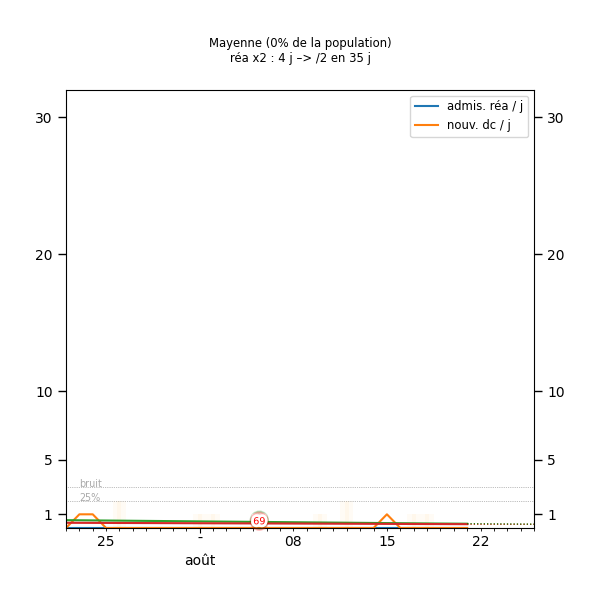 Mayenne (0% de la population)
réa x2 : 4 j –> /2 en 35 j
admis. réa / j
nouv. dc / j
30
30
20
20
10
10
5
5
bruit
25%
1
69
1
25
-
08
15
22
août